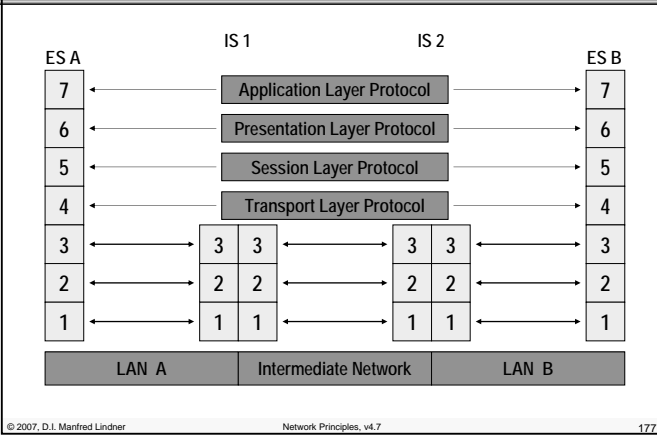 IS 1 IS 2
ES A ES B
7 Application Layer Protocol 7
6 Presentation Layer Protocol 6
5 Session Layer Protocol 5
4 Transport Layer Protocol 4
3 3 3 3 3 3
2 2 2 2 2 2
1 1 1 1 1 1
LAN A Intermediate Network LAN B
© 2007, D.I. Manfred Lindner Network Principles, v4.7 177